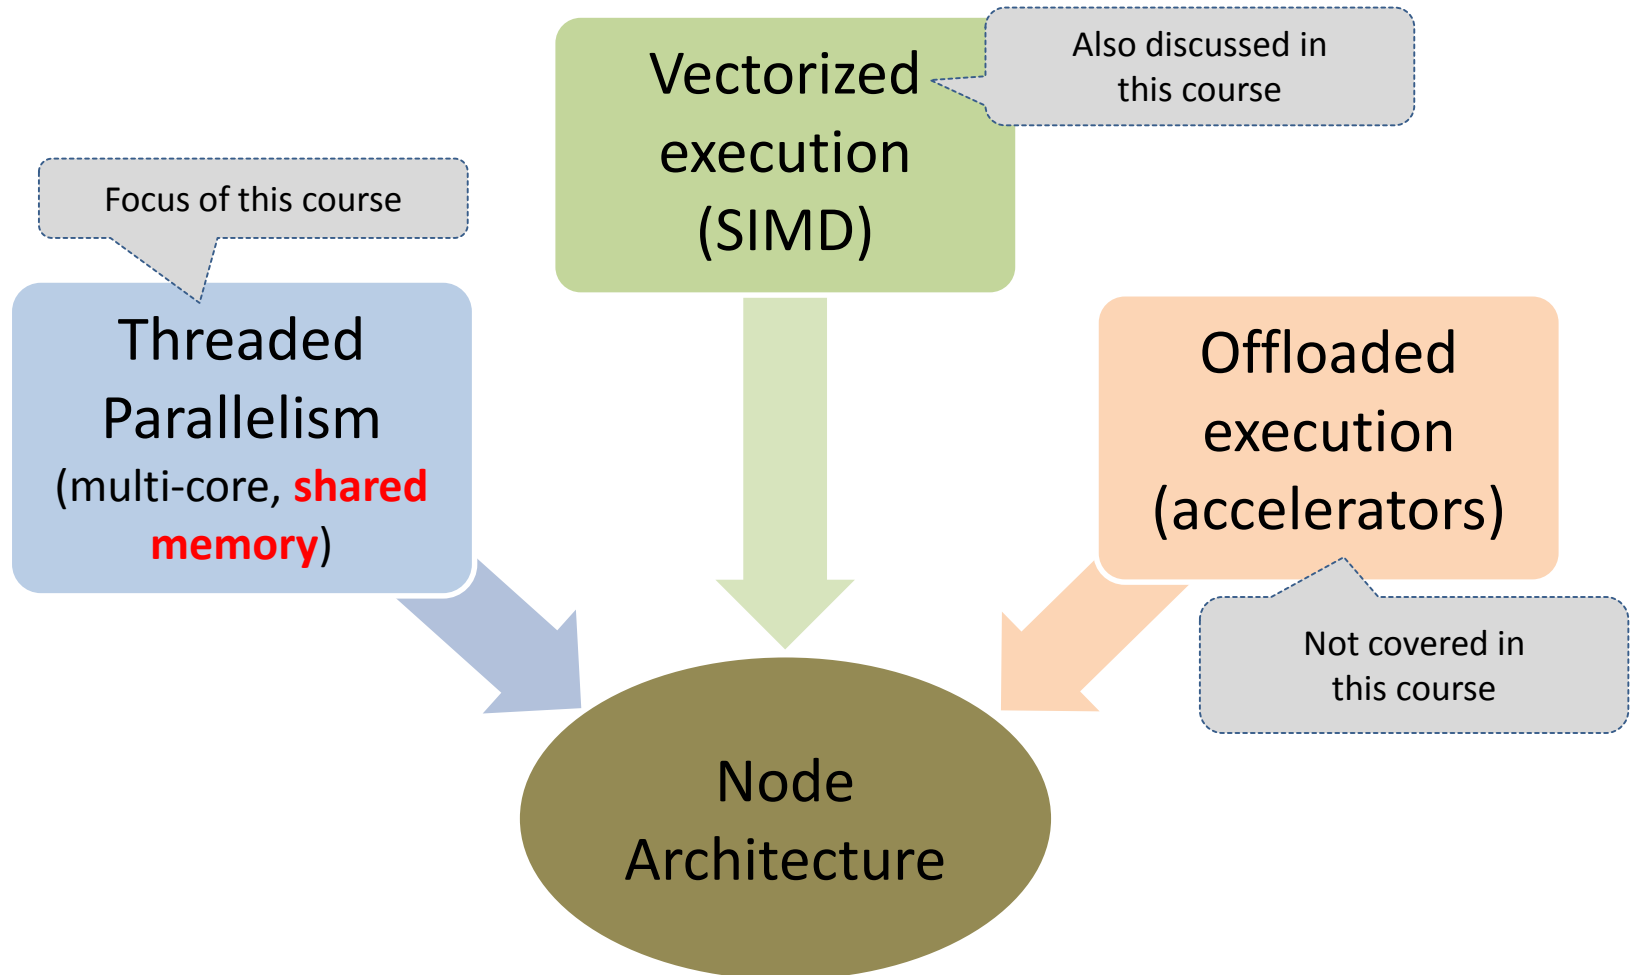 Vectorized
execution
(SIMD)
Also discussed in
this course
Focus of this course
Threaded
Parallelism
(multi-core, shared
memory)
Offloaded
execution
(accelerators)
Not covered in
this course
Node
Architecture